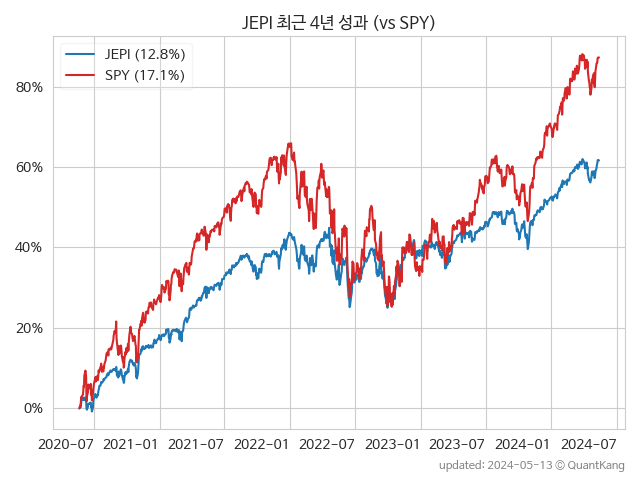 JEPI 최근 4년 성과 (vs SPY)
JEPI (12.8%)
SPY (17.1%)
80%
60%
40%
20%
0%
2020-07 2021-01 2021-07 2022-01 2022-07 2023-01 2023-07 2024-01 2024-07
updated: 2024-05-13 © QuantKang